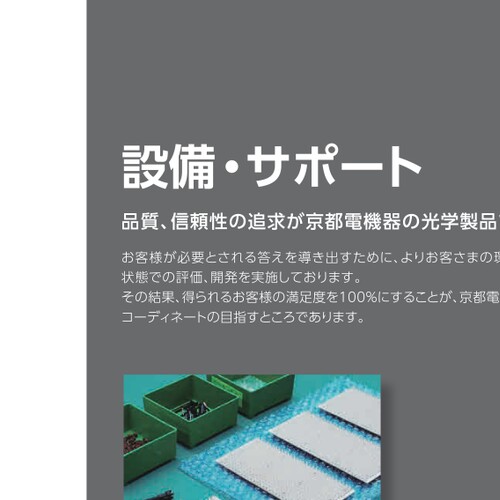 設備・サポート
品質、信頼性の追求が京都電機器の光学製品
お客様が必要とされる答えを導き出すために、よりお客さまの環
状態での評価、開発を実施しております。
その結果、得られるお客様の満足度を100%にすることが、京都電
コーディネートの目指すところであります。